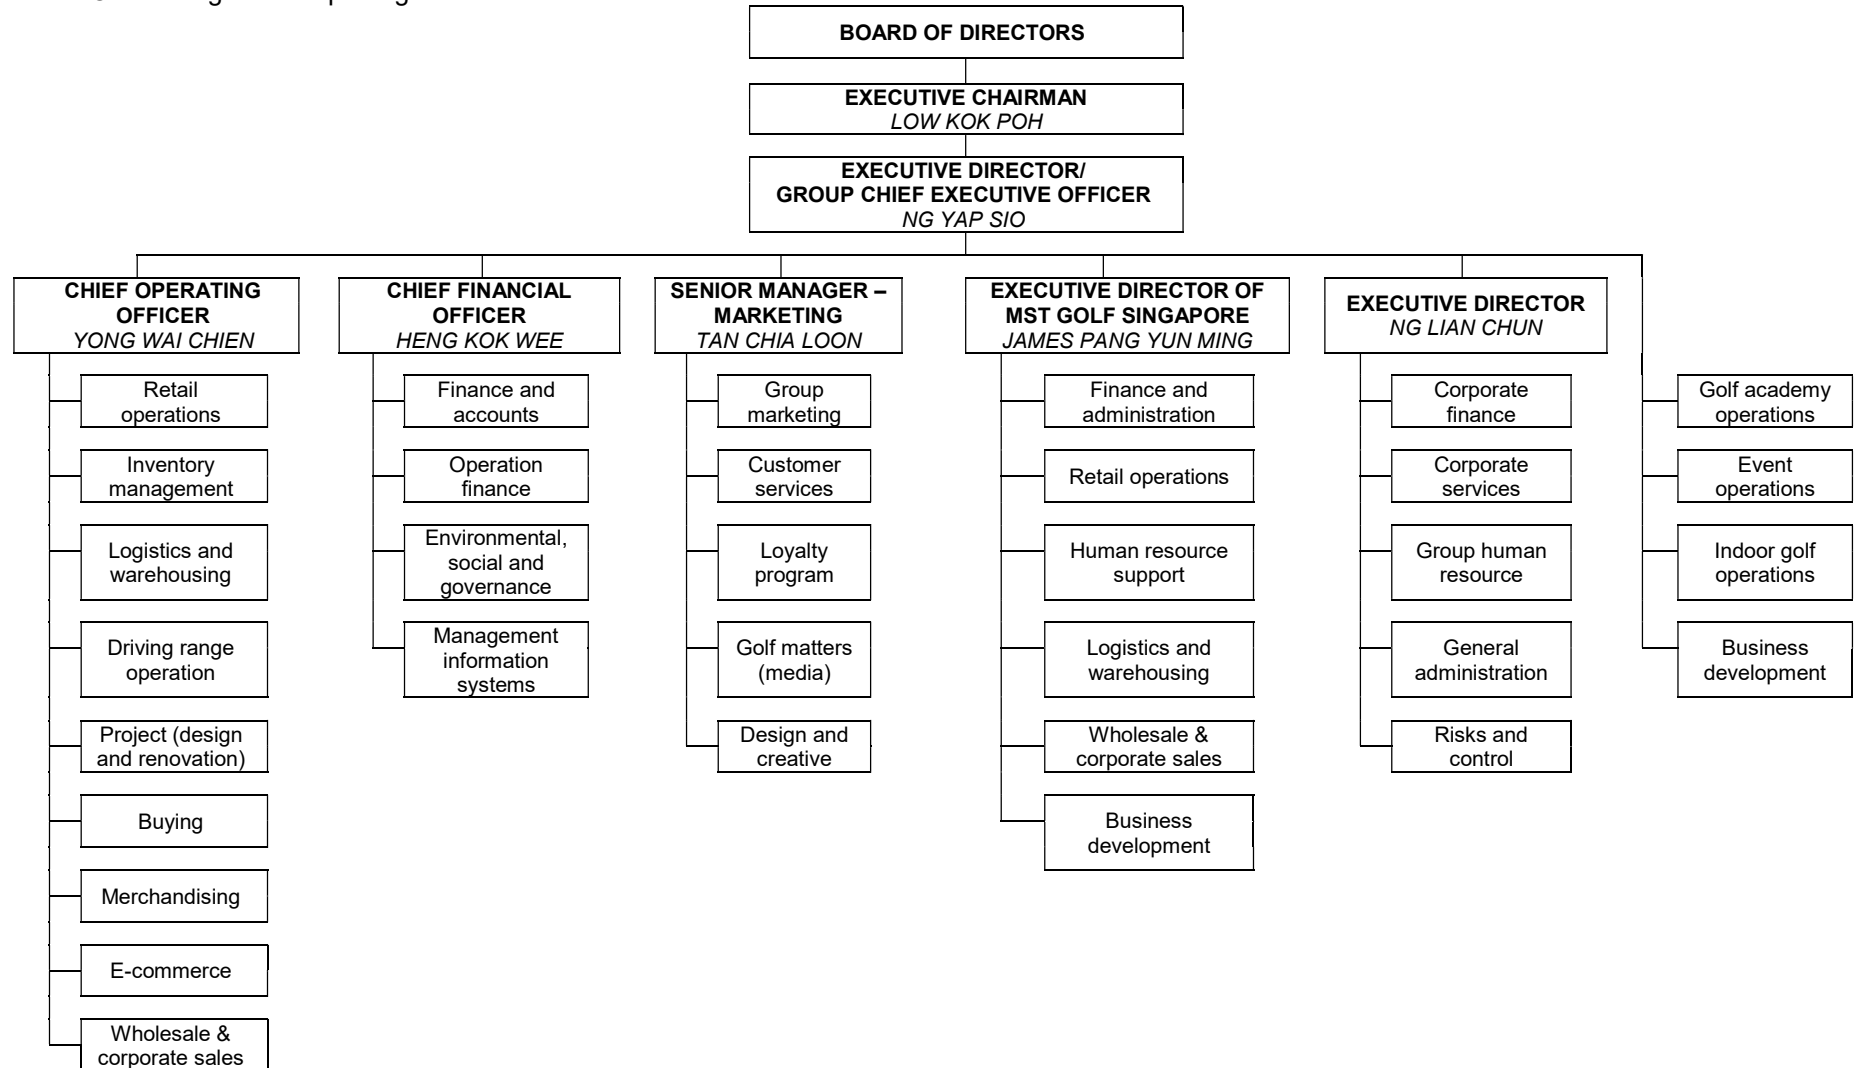 BOARD OF DIRECTORS
EXECUTIVE CHAIRMAN
LOW KOK POH
EXECUTIVE DIRECTOR/
GROUP CHIEF EXECUTIVE OFFICER
NG YAP SIO
CHIEF OPERATING
OFFICER
YONG WAI CHIEN
Retail
operations
Inventory
management
Logistics and
warehousing
Driving range
operation
Project (design
and renovation)
Buying
Merchandising
E-commerce
Wholesale &
corporate sales
CHIEF FINANCIAL
OFFICER
HENG KOK WEE
Finance and
accounts
Operation
finance
Environmental,
social and
governance
Management
information
systems
SENIOR MANAGER –
MARKETING
TAN CHIA LOON
Group
marketing
Customer
services
Loyalty
program
Golf matters
(media)
Design and
creative
EXECUTIVE DIRECTOR OF
MST GOLF SINGAPORE
JAMES PANG YUN MING
Finance and
administration
Retail operations
Human resource
support
Logistics and
warehousing
Wholesale &
corporate sales
Business
development
EXECUTIVE DIRECTOR
NG LIAN CHUN
Corporate
finance
Corporate
services
Group human
resource
General
administration
Risks and
control
Golf academy
operations
Event
operations
Indoor golf
operations
Business
development